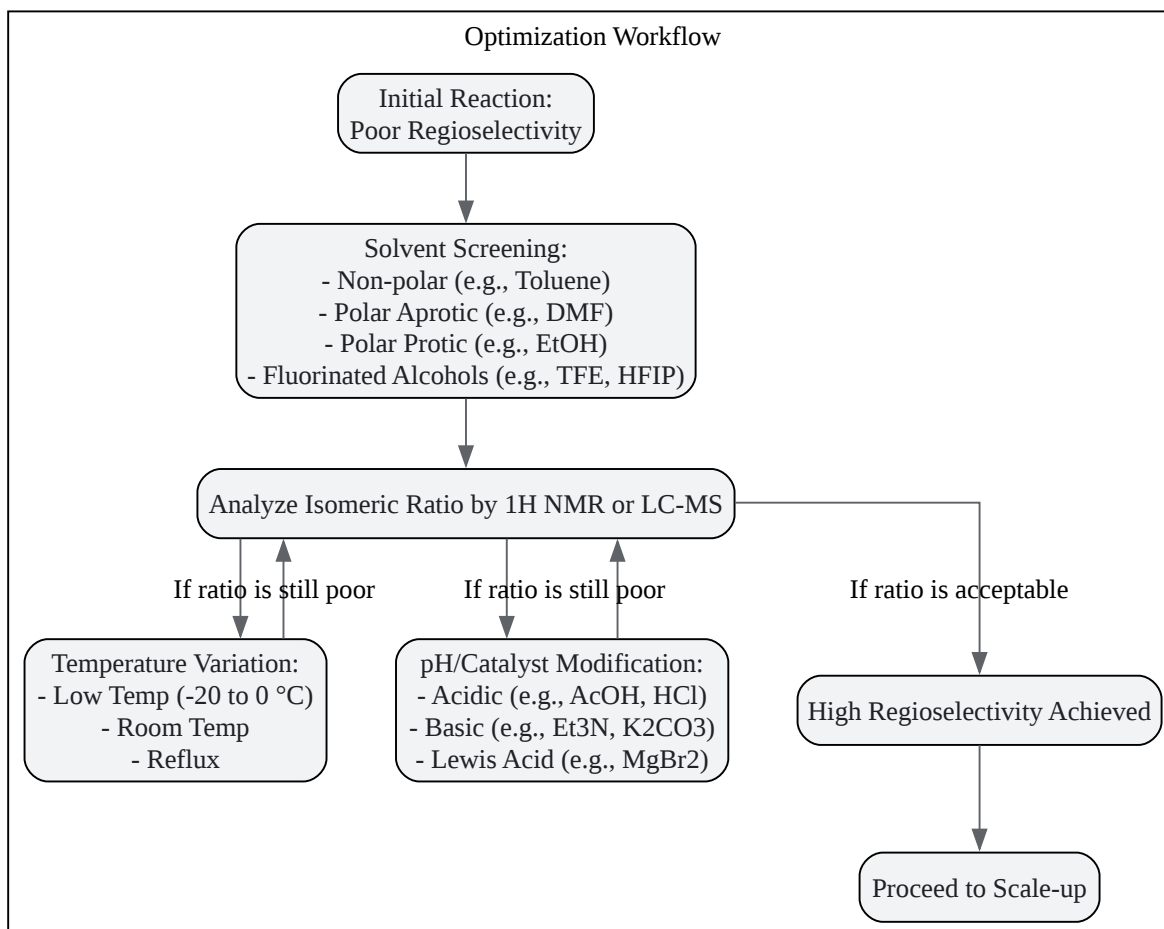 Optimization Workflow
Initial Reaction:
Poor Regioselectivity
Solvent Screening:
- Non-polar (e.g., Toluene)
- Polar Aprotic (e.g., DMF)
- Polar Protic (e.g., EtOH)
- Fluorinated Alcohols (e.g., TFE, HFIP)
Analyze Isomeric Ratio by 1H NMR or LC-MS
If ratio is still poor
If ratio is still poor
If ratio is acceptable
Temperature Variation:
- Low Temp (-20 to 0 °C)
- Room Temp
- Reflux
pH/Catalyst Modification:
- Acidic (e.g., AcOH, HCl)
- Basic (e.g., Et3N, K2CO3)
- Lewis Acid (e.g., MgBr2)
High Regioselectivity Achieved
Proceed to Scale-up